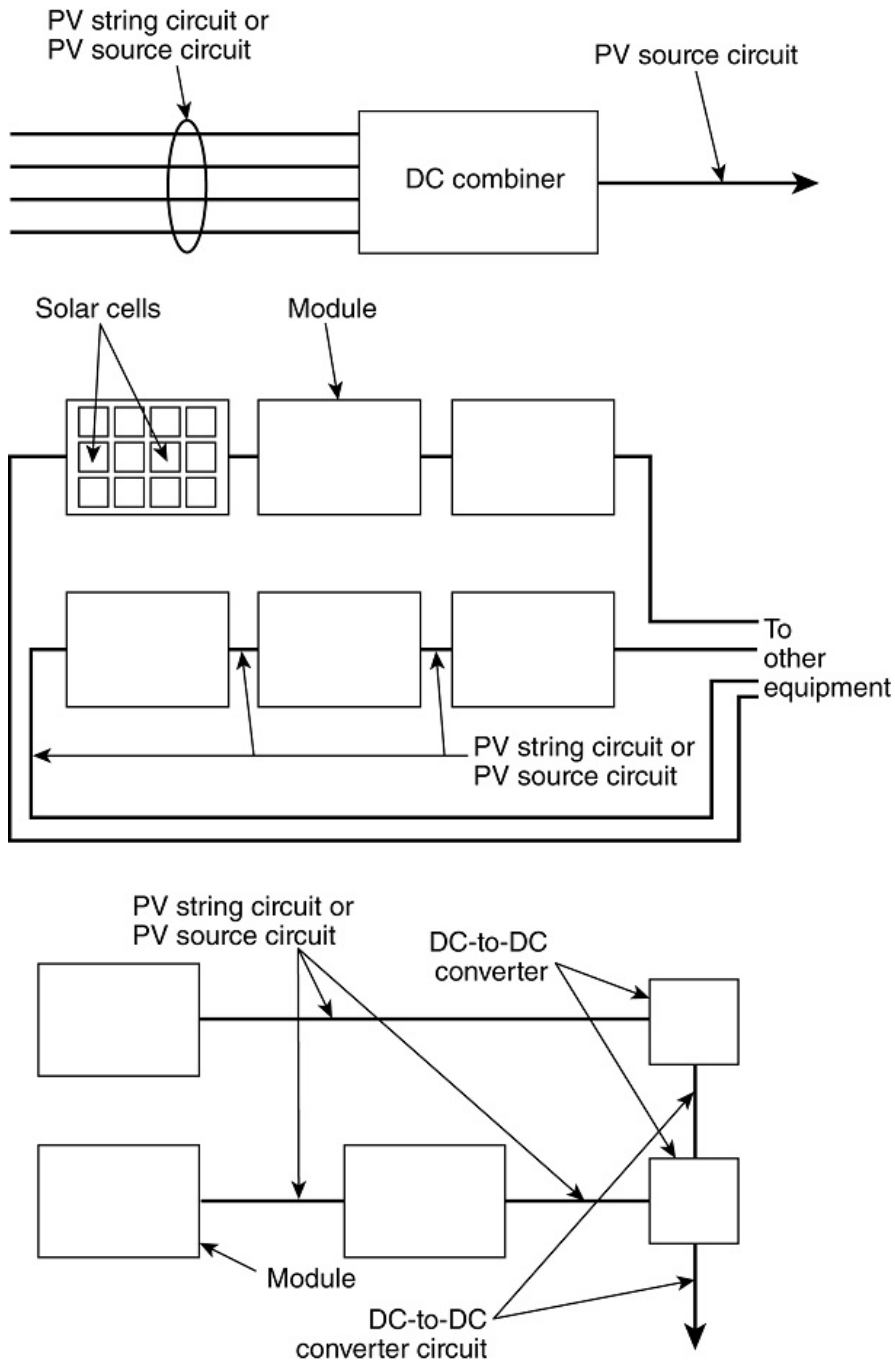 PV string circuit or
PV source circuit
PV source circuit
DC combiner
Solar cells
Module
To
other
equipment
PV string circuit or
PV source circuit
PV string circuit or
PV source circuit
DC-to-DC
converter
Module
DC-to-DC
converter circuit